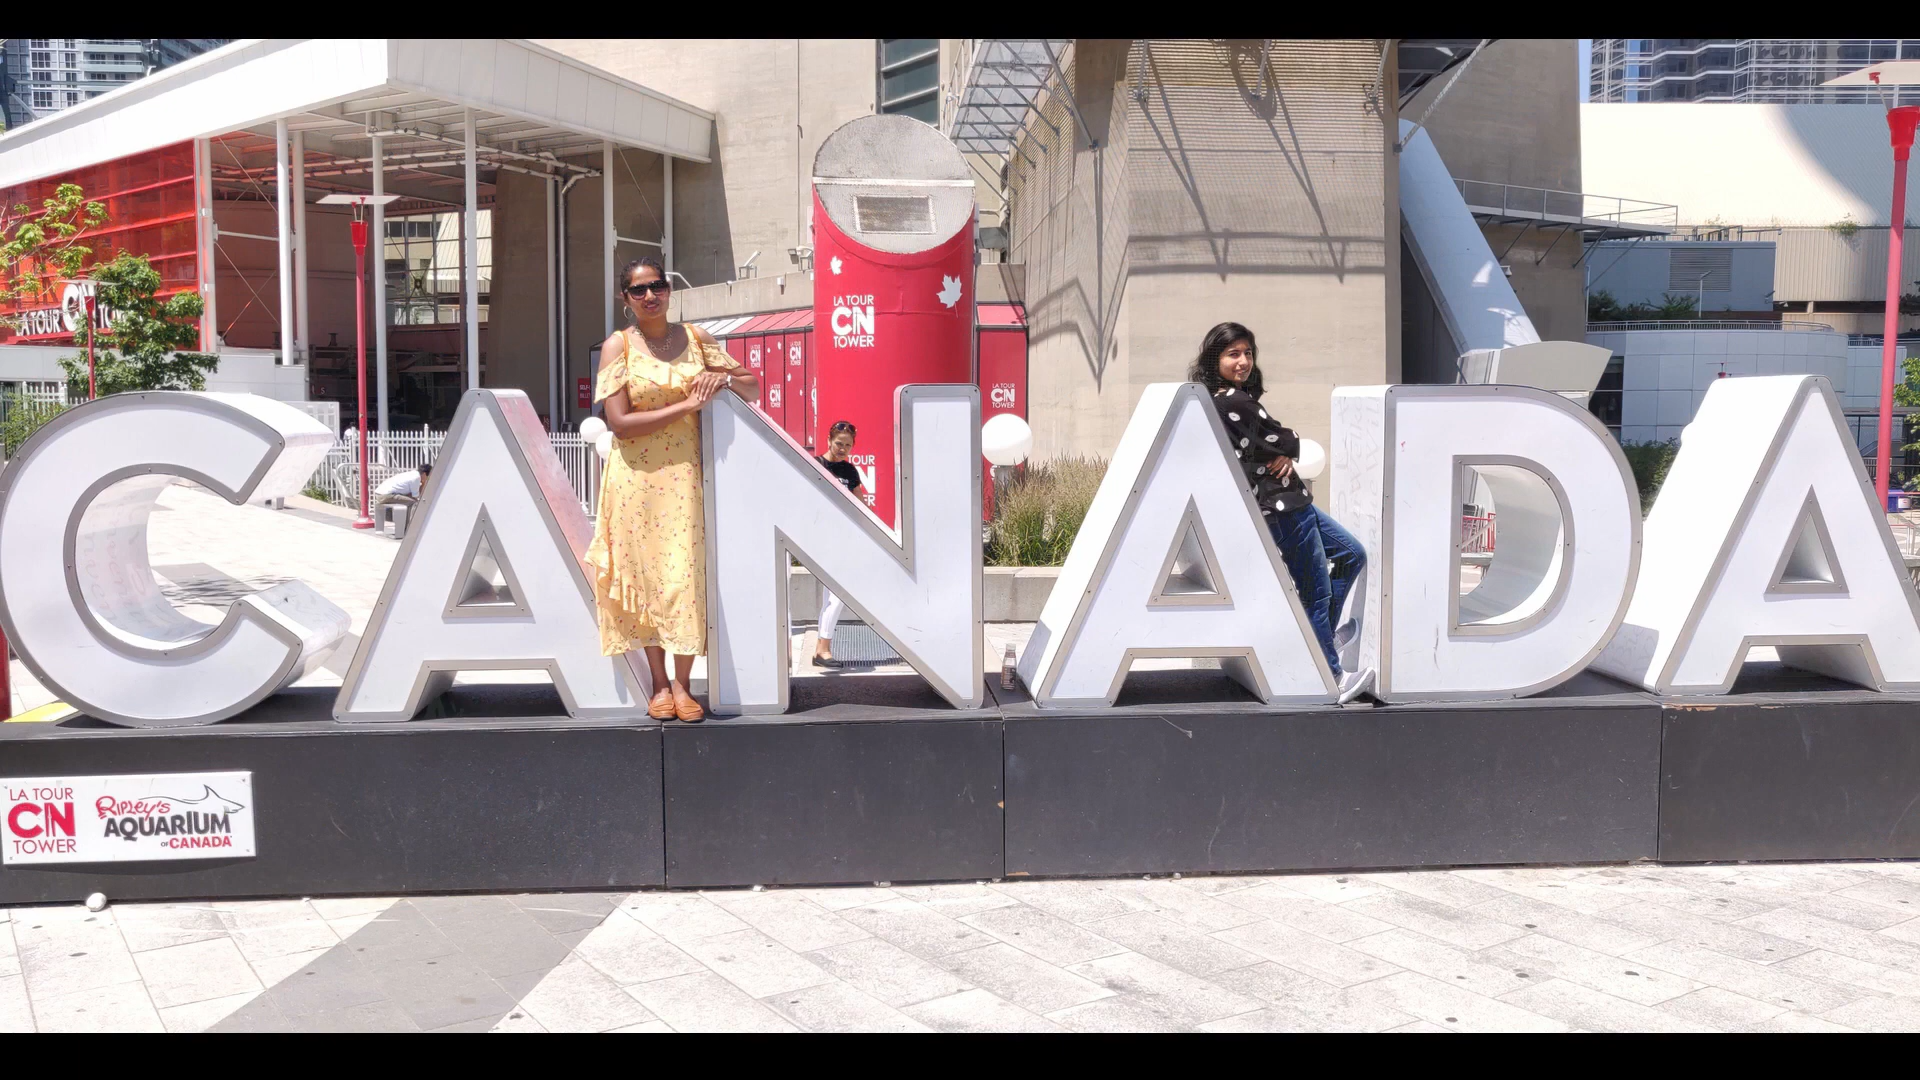 CANADA
LA TOUR
CN
TOWER
LA TOUR
CN
TOWER
LA TOUR
CN
TOWER
Ripley's
AQUARIUM
OF CANADA